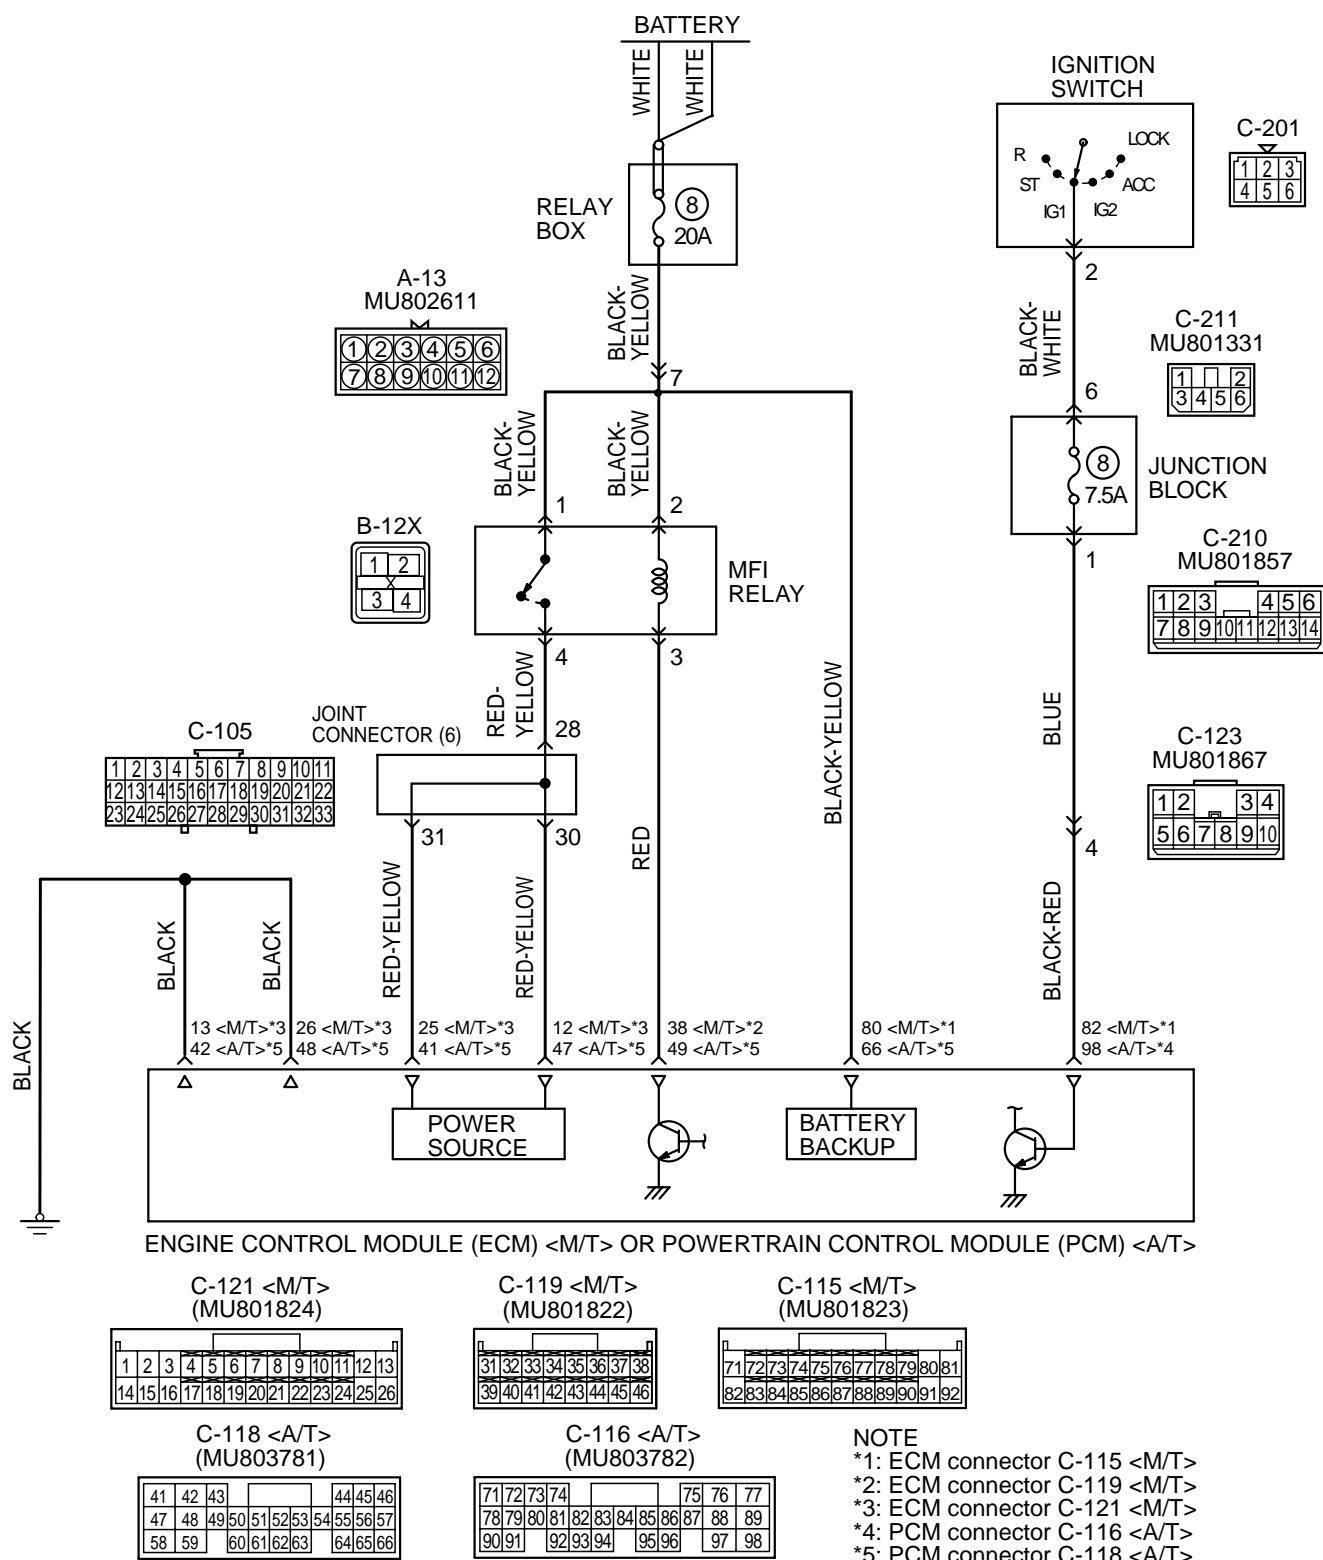 BATTERY
WHITE
WHITE
IGNITION
SWITCH
R
ST
IG1
IG2
ACC
LOCK
C-201
1 2 3
4 5 6
RELAY
BOX
8
20A
2
A-13
MU802611
1 2 3 4 5 6
7 8 9 10 11 12
BLACK-
YELLOW
7
BLACK-
WHITE
6
C-211
MU801331
1 2
3 4 5 6
BLACK-
YELLOW
BLACK-
YELLOW
1
2
8
7.5A
JUNCTION
BLOCK
1
B-12X
1 2
X
3 4
MFI
RELAY
4
3
C-210
MU801857
1 2 3 4 5 6
7 8 9 10 11 12 13 14
RED-
YELLOW
BLACK-YELLOW
BLUE
C-105
1 2 3 4 5 6 7 8 9 10 11
12 13 14 15 16 17 18 19 20 21 22
23 24 25 26 27 28 29 30 31 32 33
JOINT
CONNECTOR (6)
28
31
30
RED
C-123
MU801867
1 2 3 4
5 6 7 8 9 10
4
BLACK
BLACK
BLACK
RED-YELLOW
RED-YELLOW
BLACK-RED
13 <M/T>*3
42 <A/T>*5
26 <M/T>*3
48 <A/T>*5
25 <M/T>*3
41 <A/T>*5
12 <M/T>*3
47 <A/T>*5
38 <M/T>*2
49 <A/T>*5
80 <M/T>*1
66 <A/T>*5
82 <M/T>*1
98 <A/T>*4
POWER
SOURCE
BATTERY
BACKUP
ENGINE CONTROL MODULE (ECM) <M/T> OR POWERTRAIN CONTROL MODULE (PCM) <A/T>
C-121 <M/T>
(MU801824)
1 2 3 4 5 6 7 8 9 10 11 12 13
14 15 16 17 18 19 20 21 22 23 24 25 26
C-119 <M/T>
(MU801822)
31 32 33 34 35 36 37 38
39 40 41 42 43 44 45 46
C-115 <M/T>
(MU801823)
71 72 73 74 75 76 77 78 79 80 81
82 83 84 85 86 87 88 89 90 91 92
C-118 <A/T>
(MU803781)
41 42 43 44 45 46
47 48 49 50 51 52 53 54 55 56 57
58 59 60 61 62 63 64 65 66
C-116 <A/T>
(MU803782)
71 72 73 74 75 76 77
78 79 80 81 82 83 84 85 86 87 88 89
90 91 92 93 94 95 96 97 98
NOTE
*1: ECM connector C-115 <M/T>
*2: ECM connector C-119 <M/T>
*3: ECM connector C-121 <M/T>
*4: PCM connector C-116 <A/T>
*5: PCM connector C-118 <A/T>